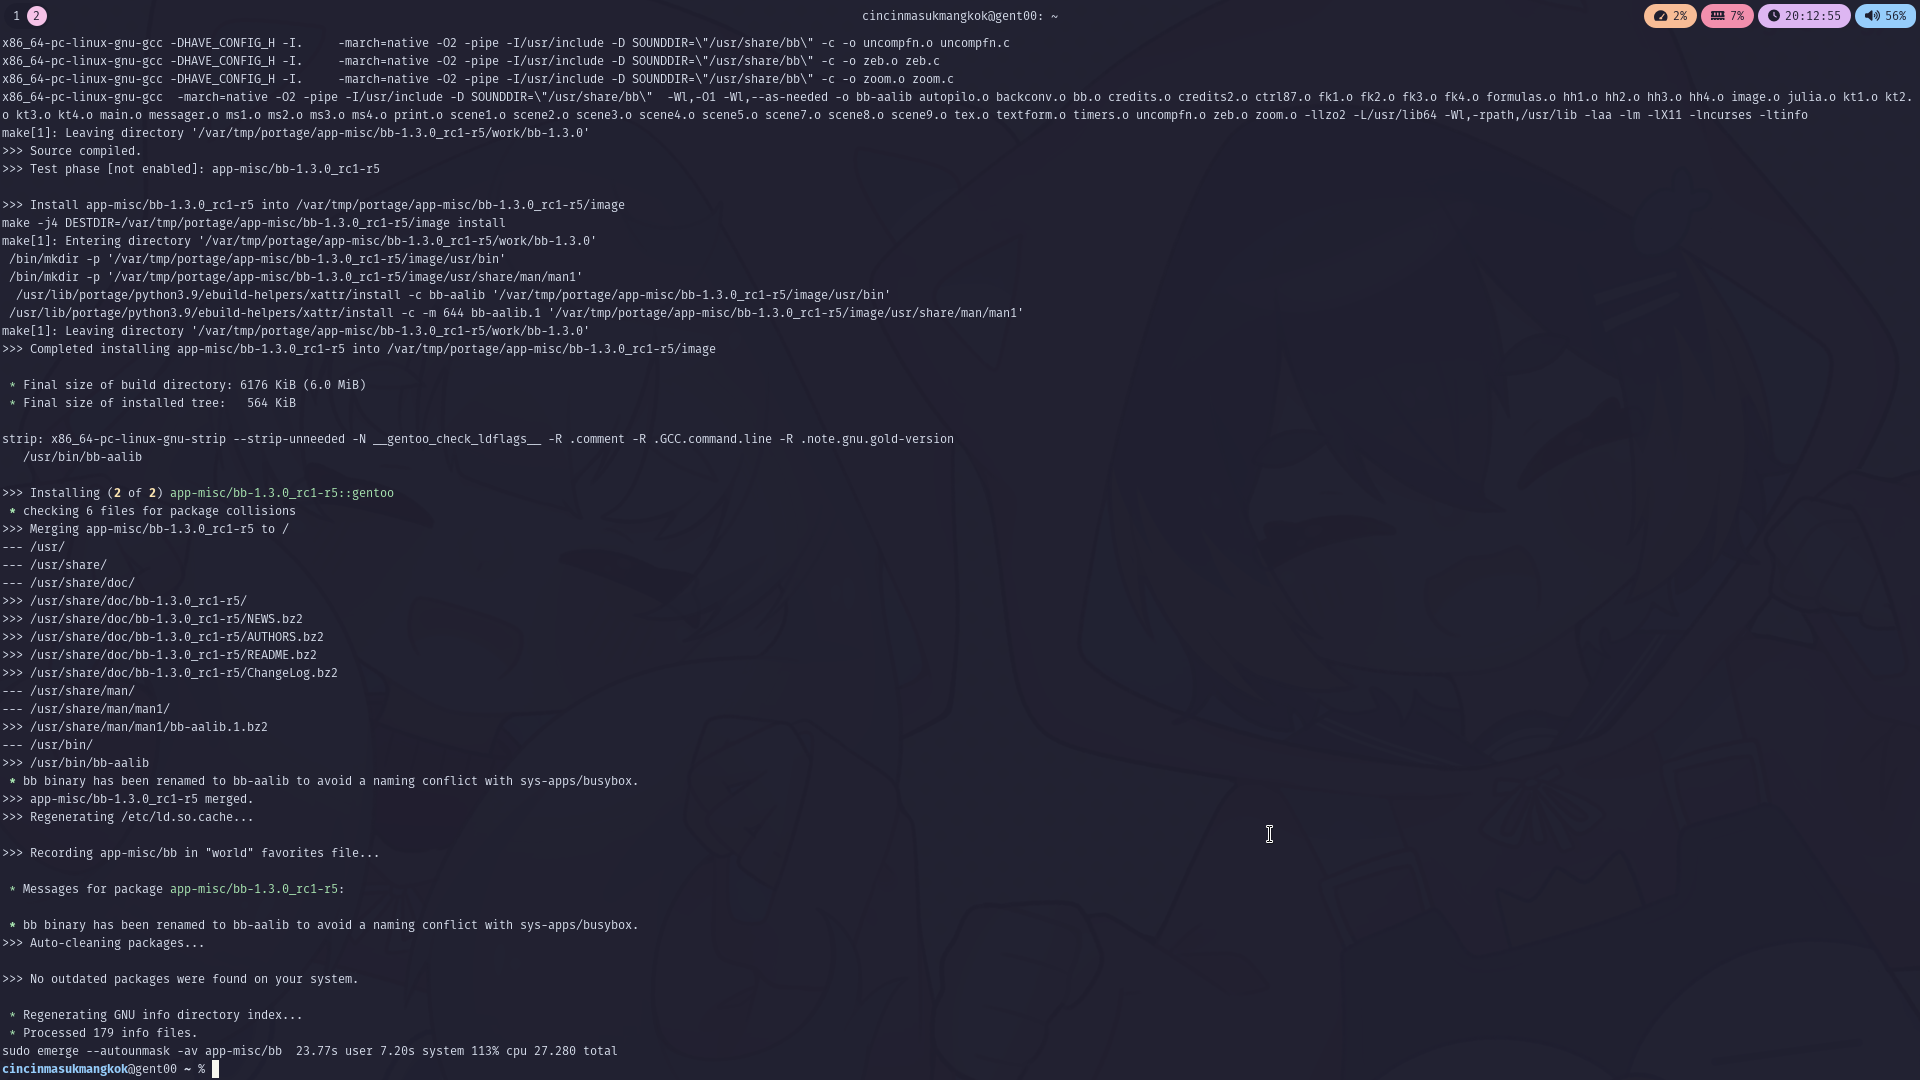 1 2 cincinmasukmangkok@gent00: ~ 2% 7% 20:12:55 56%
x86_64-pc-linux-gnu-gcc -DHAVE_CONFIG_H -I.     -march=native -O2 -pipe -I/usr/include -D SOUNDDIR=\"/usr/share/bb\" -c -o uncompfn.o uncompfn.c
x86_64-pc-linux-gnu-gcc -DHAVE_CONFIG_H -I.     -march=native -O2 -pipe -I/usr/include -D SOUNDDIR=\"/usr/share/bb\" -c -o zeb.o zeb.c
x86_64-pc-linux-gnu-gcc -DHAVE_CONFIG_H -I.     -march=native -O2 -pipe -I/usr/include -D SOUNDDIR=\"/usr/share/bb\" -c -o zoom.o zoom.c
x86_64-pc-linux-gnu-gcc  -march=native -O2 -pipe -I/usr/include -D SOUNDDIR=\"/usr/share/bb\"  -Wl,-O1 -Wl,--as-needed -o bb-aalib autopilo.o backconv.o bb.o credits.o credits2.o ctrl87.o fk1.o fk2.o fk3.o fk4.o formulas.o hh1.o hh2.o hh3.o hh4.o image.o julia.o kt1.o kt2.
o kt3.o kt4.o main.o messager.o ms1.o ms2.o ms3.o ms4.o print.o scene1.o scene2.o scene3.o scene4.o scene5.o scene7.o scene8.o scene9.o tex.o textform.o timers.o uncompfn.o zeb.o zoom.o -llzo2 -L/usr/lib64 -Wl,-rpath,/usr/lib -laa -lm -lX11 -lncurses -ltinfo
make[1]: Leaving directory '/var/tmp/portage/app-misc/bb-1.3.0_rc1-r5/work/bb-1.3.0'
>>> Source compiled.
>>> Test phase [not enabled]: app-misc/bb-1.3.0_rc1-r5

>>> Install app-misc/bb-1.3.0_rc1-r5 into /var/tmp/portage/app-misc/bb-1.3.0_rc1-r5/image
make -j4 DESTDIR=/var/tmp/portage/app-misc/bb-1.3.0_rc1-r5/image install
make[1]: Entering directory '/var/tmp/portage/app-misc/bb-1.3.0_rc1-r5/work/bb-1.3.0'
 /bin/mkdir -p '/var/tmp/portage/app-misc/bb-1.3.0_rc1-r5/image/usr/bin'
 /bin/mkdir -p '/var/tmp/portage/app-misc/bb-1.3.0_rc1-r5/image/usr/share/man/man1'
  /usr/lib/portage/python3.9/ebuild-helpers/xattr/install -c bb-aalib '/var/tmp/portage/app-misc/bb-1.3.0_rc1-r5/image/usr/bin'
 /usr/lib/portage/python3.9/ebuild-helpers/xattr/install -c -m 644 bb-aalib.1 '/var/tmp/portage/app-misc/bb-1.3.0_rc1-r5/image/usr/share/man/man1'
make[1]: Leaving directory '/var/tmp/portage/app-misc/bb-1.3.0_rc1-r5/work/bb-1.3.0'
>>> Completed installing app-misc/bb-1.3.0_rc1-r5 into /var/tmp/portage/app-misc/bb-1.3.0_rc1-r5/image

 * Final size of build directory: 6176 KiB (6.0 MiB)
 * Final size of installed tree:   564 KiB

strip: x86_64-pc-linux-gnu-strip --strip-unneeded -N __gentoo_check_ldflags__ -R .comment -R .GCC.command.line -R .note.gnu.gold-version
   /usr/bin/bb-aalib

>>> Installing (2 of 2) app-misc/bb-1.3.0_rc1-r5::gentoo
 * checking 6 files for package collisions
>>> Merging app-misc/bb-1.3.0_rc1-r5 to /
--- /usr/
--- /usr/share/
--- /usr/share/doc/
>>> /usr/share/doc/bb-1.3.0_rc1-r5/
>>> /usr/share/doc/bb-1.3.0_rc1-r5/NEWS.bz2
>>> /usr/share/doc/bb-1.3.0_rc1-r5/AUTHORS.bz2
>>> /usr/share/doc/bb-1.3.0_rc1-r5/README.bz2
>>> /usr/share/doc/bb-1.3.0_rc1-r5/ChangeLog.bz2
--- /usr/share/man/
--- /usr/share/man/man1/
>>> /usr/share/man/man1/bb-aalib.1.bz2
--- /usr/bin/
>>> /usr/bin/bb-aalib
 * bb binary has been renamed to bb-aalib to avoid a naming conflict with sys-apps/busybox.
>>> app-misc/bb-1.3.0_rc1-r5 merged.
>>> Regenerating /etc/ld.so.cache...

>>> Recording app-misc/bb in "world" favorites file...

 * Messages for package app-misc/bb-1.3.0_rc1-r5:

 * bb binary has been renamed to bb-aalib to avoid a naming conflict with sys-apps/busybox.
>>> Auto-cleaning packages...

>>> No outdated packages were found on your system.

 * Regenerating GNU info directory index...
 * Processed 179 info files.
sudo emerge --autounmask -av app-misc/bb  23.77s user 7.20s system 113% cpu 27.280 total
cincinmasukmangkok@gent00 ~ %